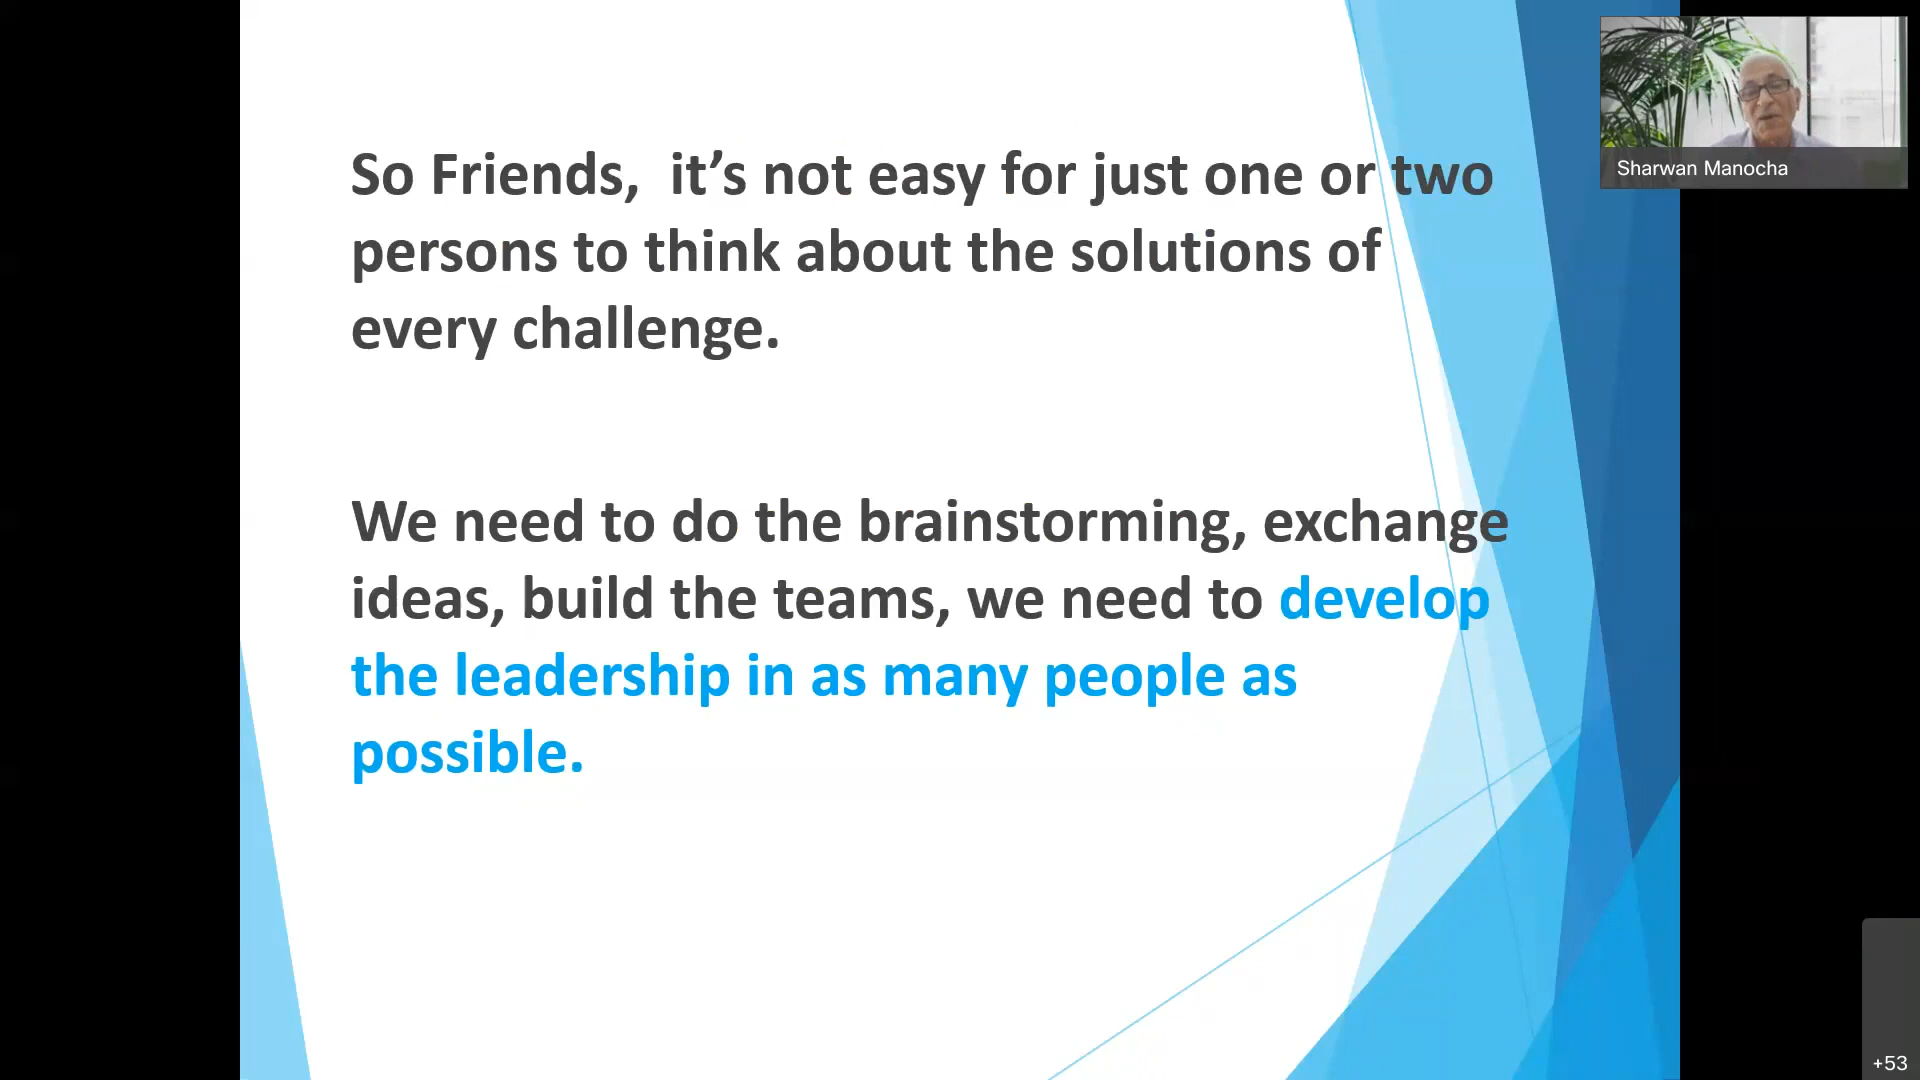 So Friends,  it’s not easy for just one or two
persons to think about the solutions of
every challenge.
We need to do the brainstorming, exchange
ideas, build the teams, we need to develop
the leadership in as many people as
possible.
Sharwan Manocha
+53